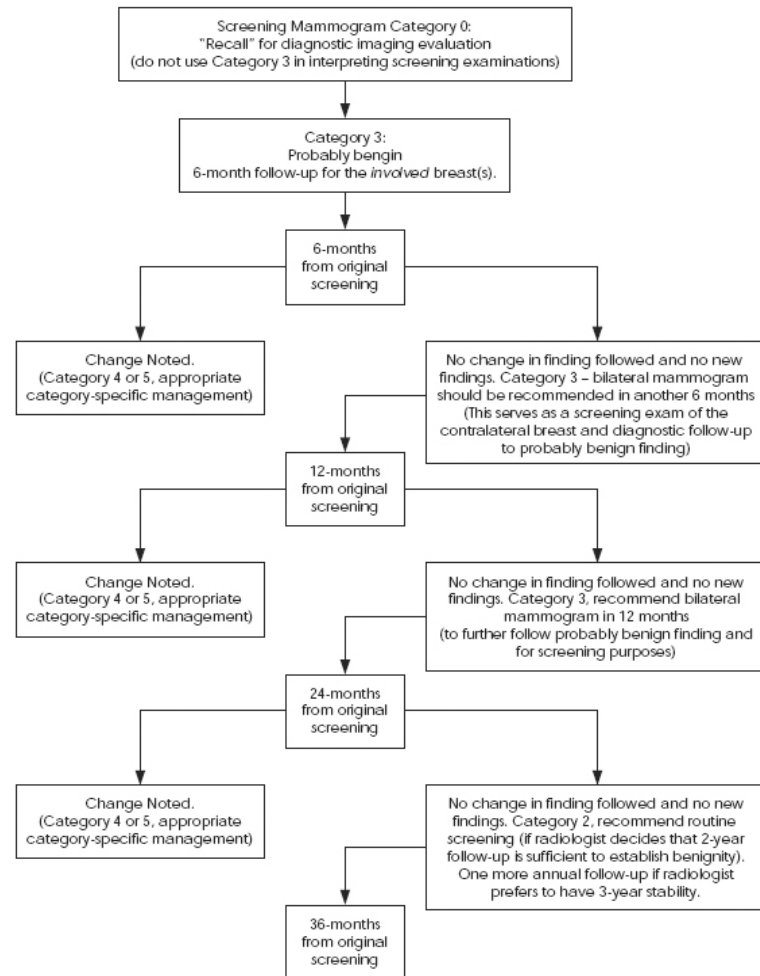 Screening Mammogram Category 0:
“Recall” for diagnostic imaging evaluation
(do not use Category 3 in interpreting screening examinations)
Category 3:
Probably bengin
6-month follow-up for the involved breast(s).
6-months
from original
screening
Change Noted.
(Category 4 or 5, appropriate
category-specific management)
No change in finding followed and no new
findings. Category 3 – bilateral mammogram
should be recommended in another 6 months
(This serves as a screening exam of the
contralateral breast and diagnostic follow-up
to probably benign finding)
12-months
from original
screening
Change Noted.
(Category 4 or 5, appropriate
category-specific management)
No change in finding followed and no new
findings. Category 3, recommend bilateral
mammogram in 12 months
(to further follow probably benign finding and
for screening purposes)
24-months
from original
screening
Change Noted.
(Category 4 or 5, appropriate
category-specific management)
No change in finding followed and no new
findings. Category 2, recommend routine
screening (if radiologist decides that 2-year
follow-up is sufficient to establish benignity).
One more annual follow-up if radiologist
prefers to have 3-year stability.
36-months
from original
screening